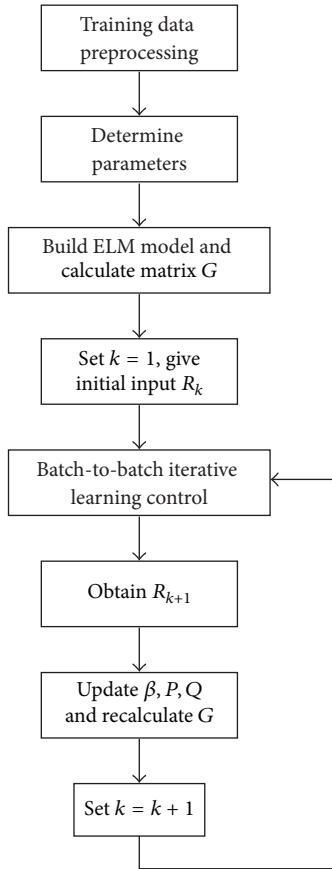 Training data
preprocessing
Determine
parameters
Build ELM model and
calculate matrix G
Set k = 1, give
initial input R_k
Batch-to-batch iterative
learning control
Obtain R_{k+1}
Update β, P, Q
and recalculate G
Set k = k + 1